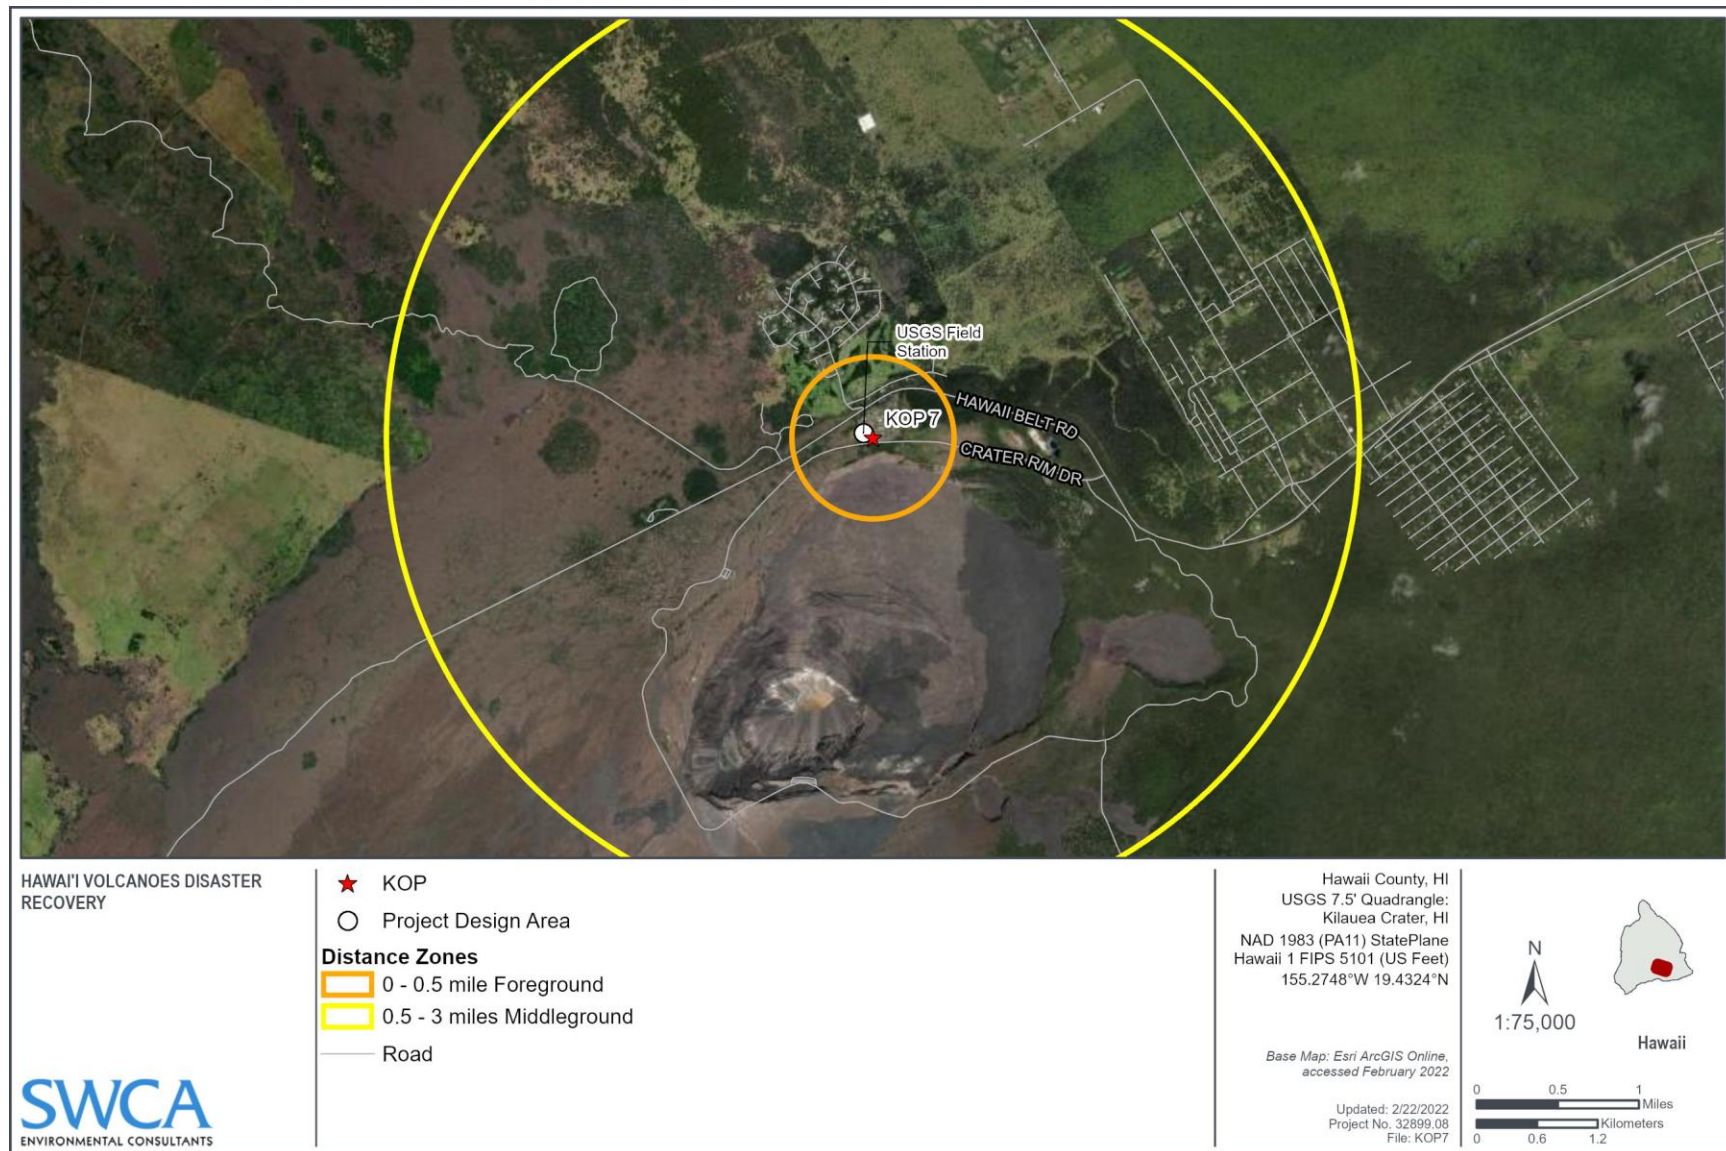 USGS Field
Station
KOP 7
HAWAII BELT RD
CRATER RIM DR
HAWAI'I VOLCANOES DISASTER
RECOVERY
KOP
Project Design Area
Distance Zones
0 - 0.5 mile Foreground
0.5 - 3 miles Middleground
Road
SWCA
ENVIRONMENTAL CONSULTANTS
Hawaii County, HI
USGS 7.5' Quadrangle:
Kilauea Crater, HI
NAD 1983 (PA11) StatePlane
Hawaii 1 FIPS 5101 (US Feet)
155.2748°W 19.4324°N
Base Map: Esri ArcGIS Online,
accessed February 2022
Updated: 2/22/2022
Project No. 32899.08
File: KOP7
N
1:75,000
Hawaii
0 0.5 1
Miles
Kilometers
0 0.6 1.2